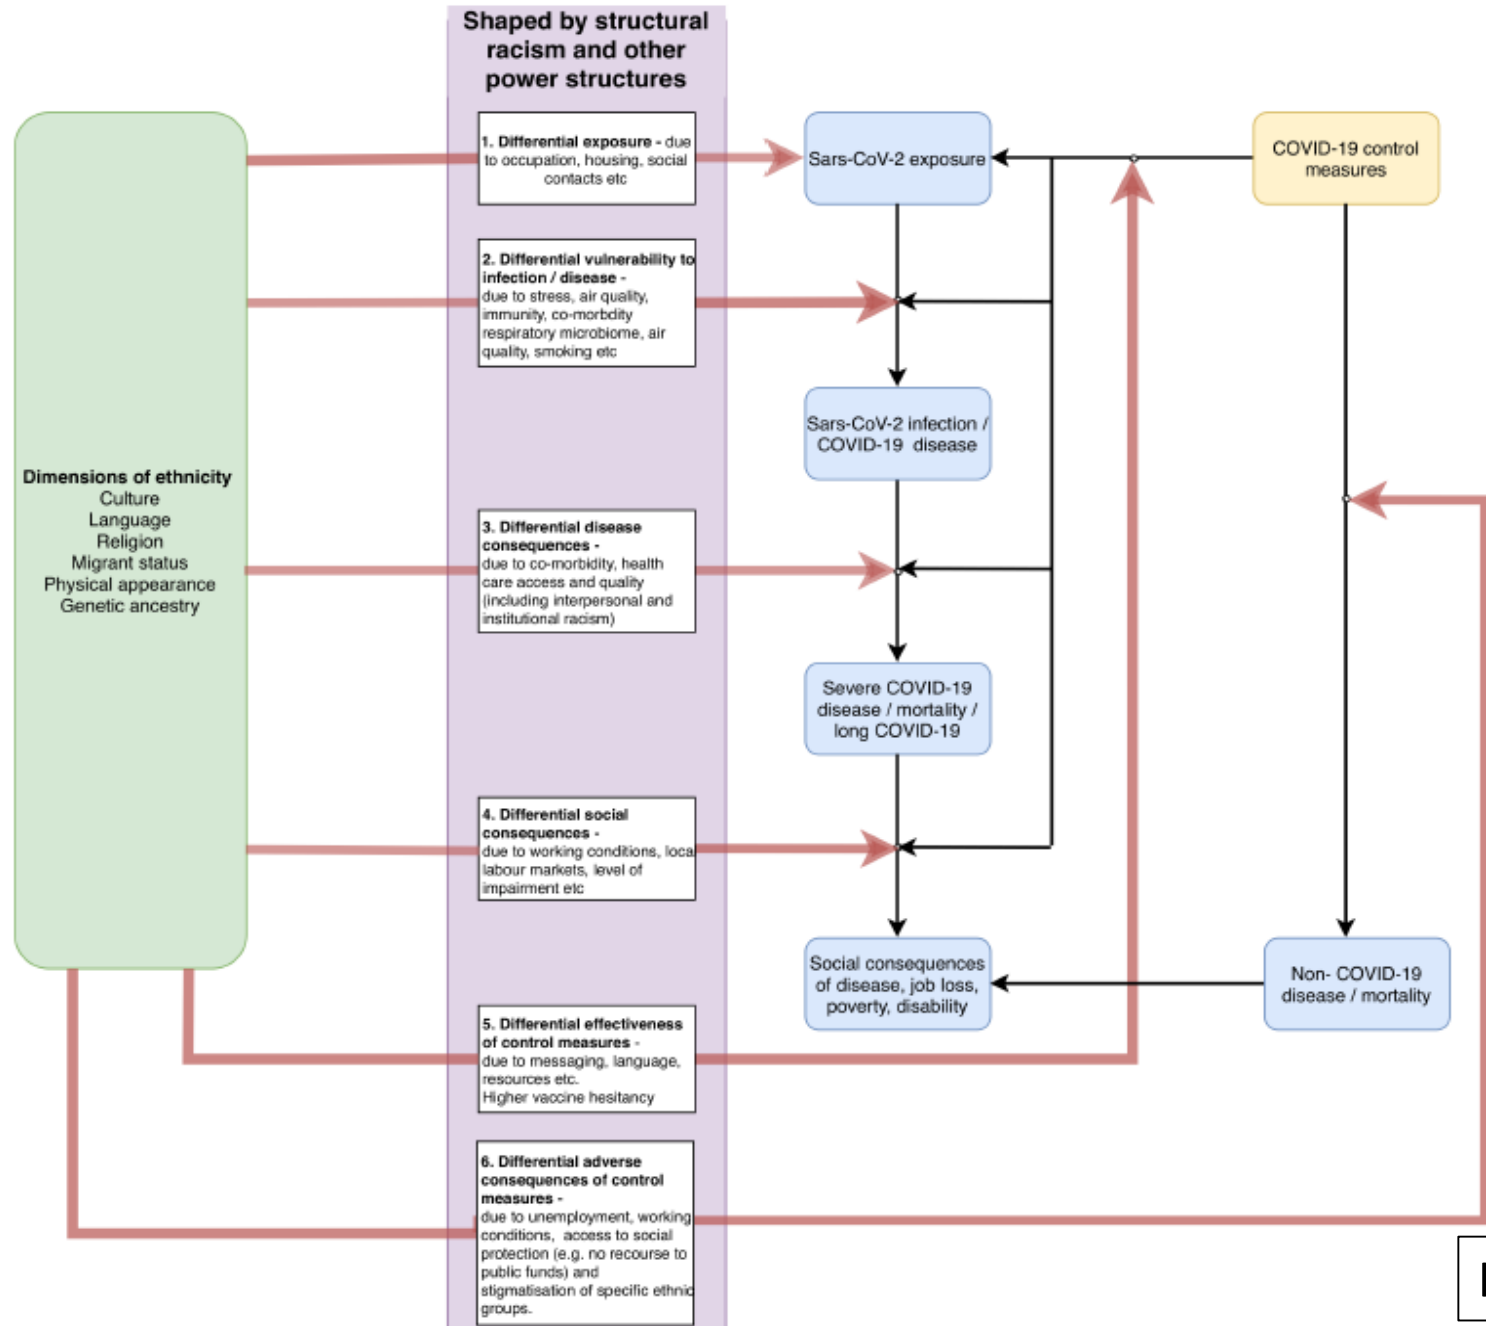 Shaped by structural
racism and other
power structures
Dimensions of ethnicity
Culture
Language
Religion
Migrant status
Physical appearance
Genetic ancestry
1. Differential exposure - due
to occupation, housing, social
contacts etc
2. Differential vulnerability to
infection / disease -
due to stress, air quality,
immunity, co-morbdity
respiratory microbiome, air
quality, smoking etc
3. Differential disease
consequences -
due to co-morbidity, health
care access and quality
(including interpersonal and
institutional racism)
4. Differential social
consequences -
due to working conditions, loca
labour markets, level of
impairment etc
5. Differential effectiveness
of control measures -
due to messaging, language,
resources etc.
Higher vaccine hesitancy
6. Differential adverse
consequences of control
measures -
due to unemployment, working
conditions, access to social
protection (e.g. no recourse to
public funds) and
stigmatisation of specific ethnic
groups.
Sars-CoV-2 exposure
Sars-CoV-2 infection /
COVID-19 disease
Severe COVID-19
disease / mortality /
long COVID-19
Social consequences
of disease, job loss,
poverty, disability
COVID-19 control
measures
Non- COVID-19
disease / mortality